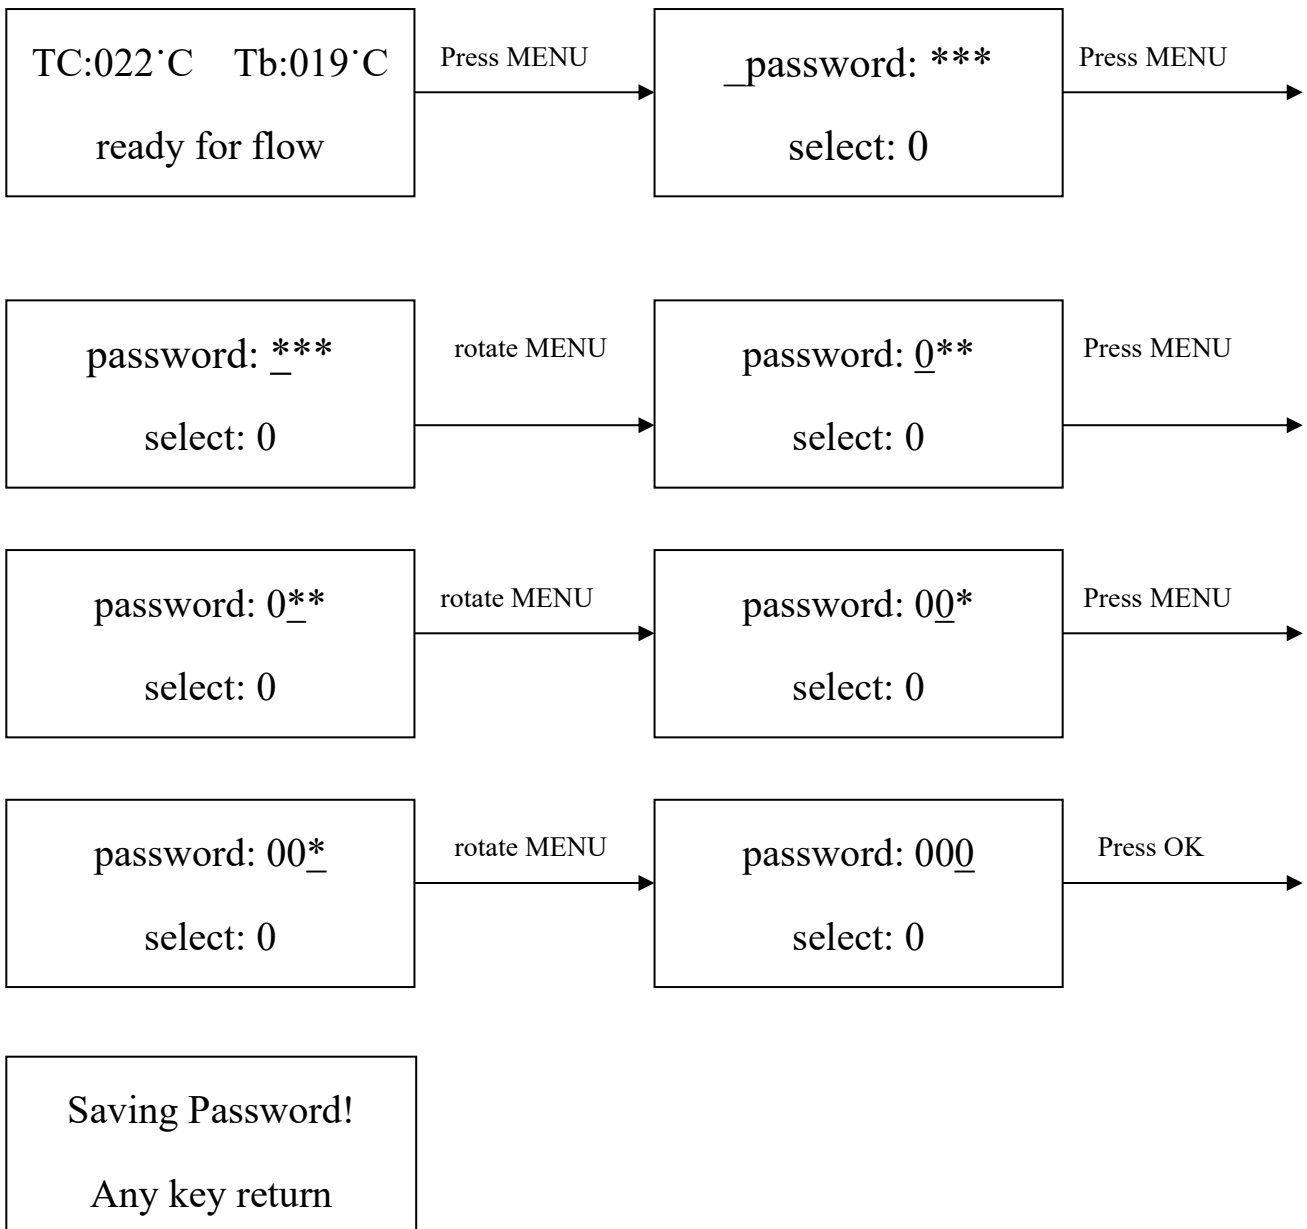 TC:022˙C Tb:019˙C
ready for flow
Press MENU
_password: ***
select: 0
Press MENU
password: ***
select: 0
rotate MENU
password: 0**
select: 0
Press MENU
password: 0**
select: 0
rotate MENU
password: 00*
select: 0
Press MENU
password: 00*
select: 0
rotate MENU
password: 000
select: 0
Press OK
Saving Password!
Any key return